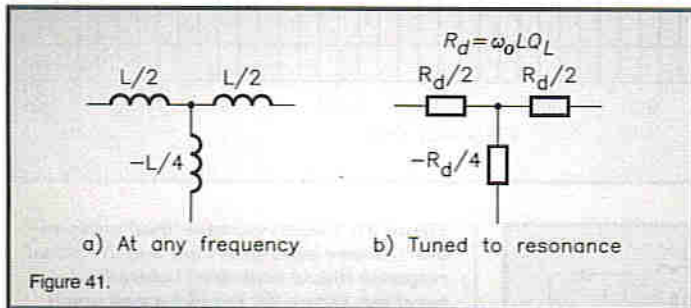 R_d=ω_oLQ_L
L/2 L/2 R_d/2 R_d/2
-L/4 -R_d/4
a) At any frequency b) Tuned to resonance
Figure 41.